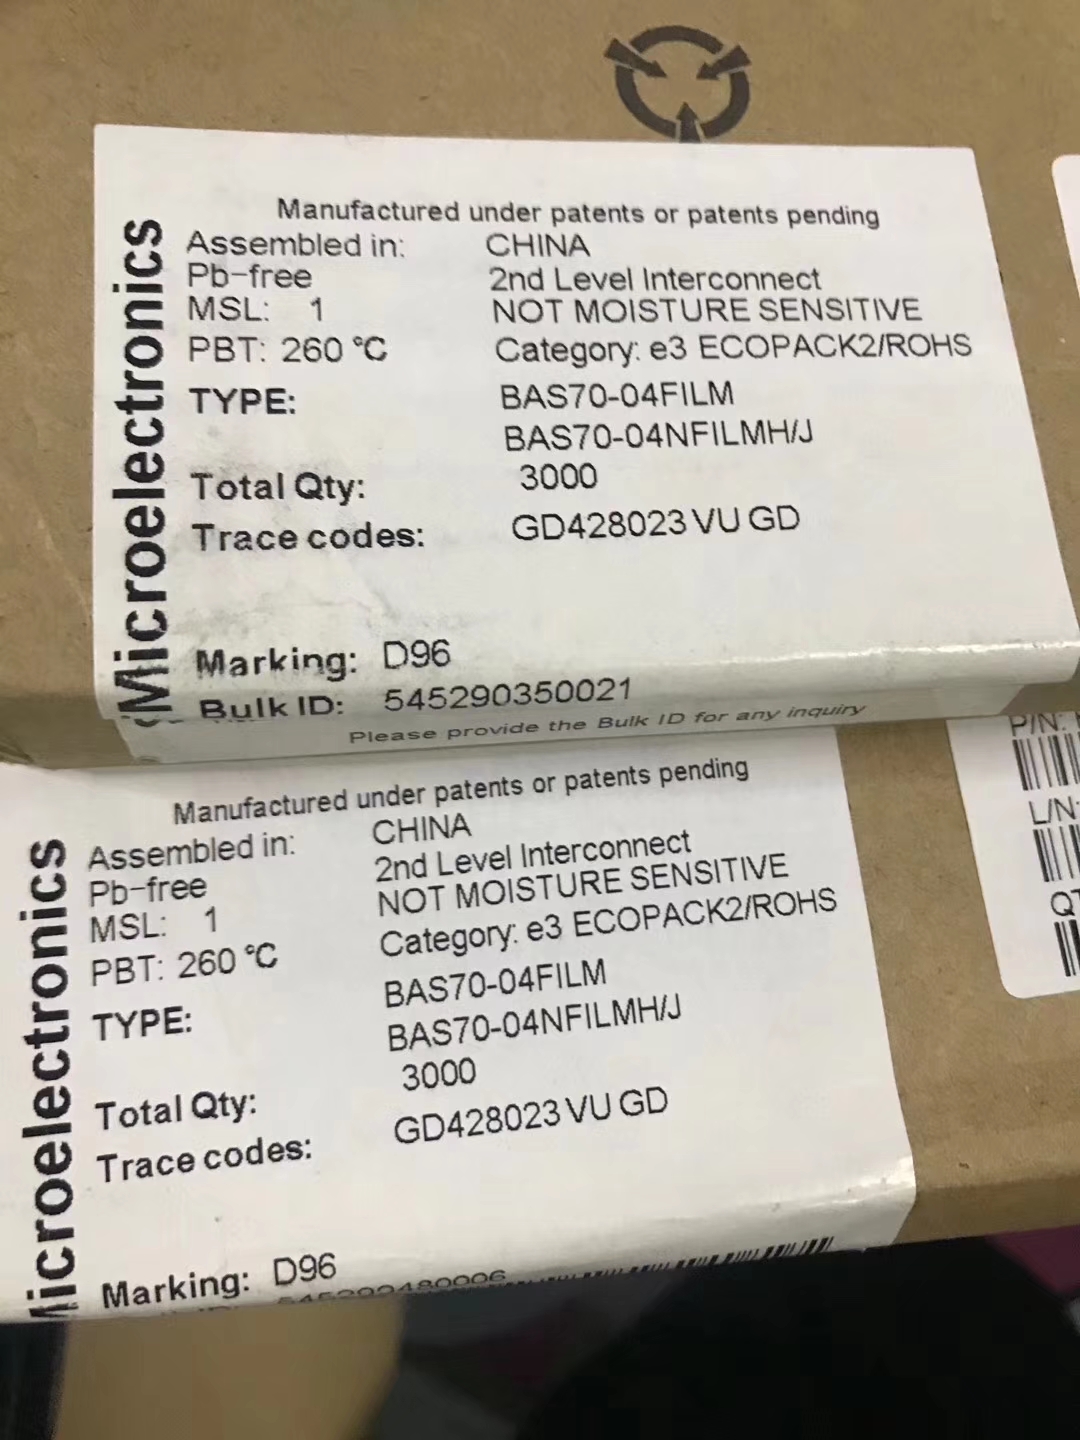 Microelectronics
Manufactured under patents or patents pending
Assembled in: CHINA
Pb-free 2nd Level Interconnect
MSL: 1 NOT MOISTURE SENSITIVE
PBT: 260 °C Category: e3 ECOPACK2/ROHS
TYPE: BAS70-04FILM
BAS70-04NFILMH/J
Total Qty: 3000
Trace codes: GD428023 VU GD
Marking: D96
Bulk ID: 545290350021
Please provide the Bulk ID for any inquiry
Microelectronics
Manufactured under patents or patents pending
Assembled in: CHINA
Pb-free 2nd Level Interconnect
MSL: 1 NOT MOISTURE SENSITIVE
PBT: 260 °C Category: e3 ECOPACK2/ROHS
TYPE: BAS70-04FILM
BAS70-04NFILMH/J
Total Qty: 3000
Trace codes: GD428023 VU GD
Marking: D96
P/N:
L/N: